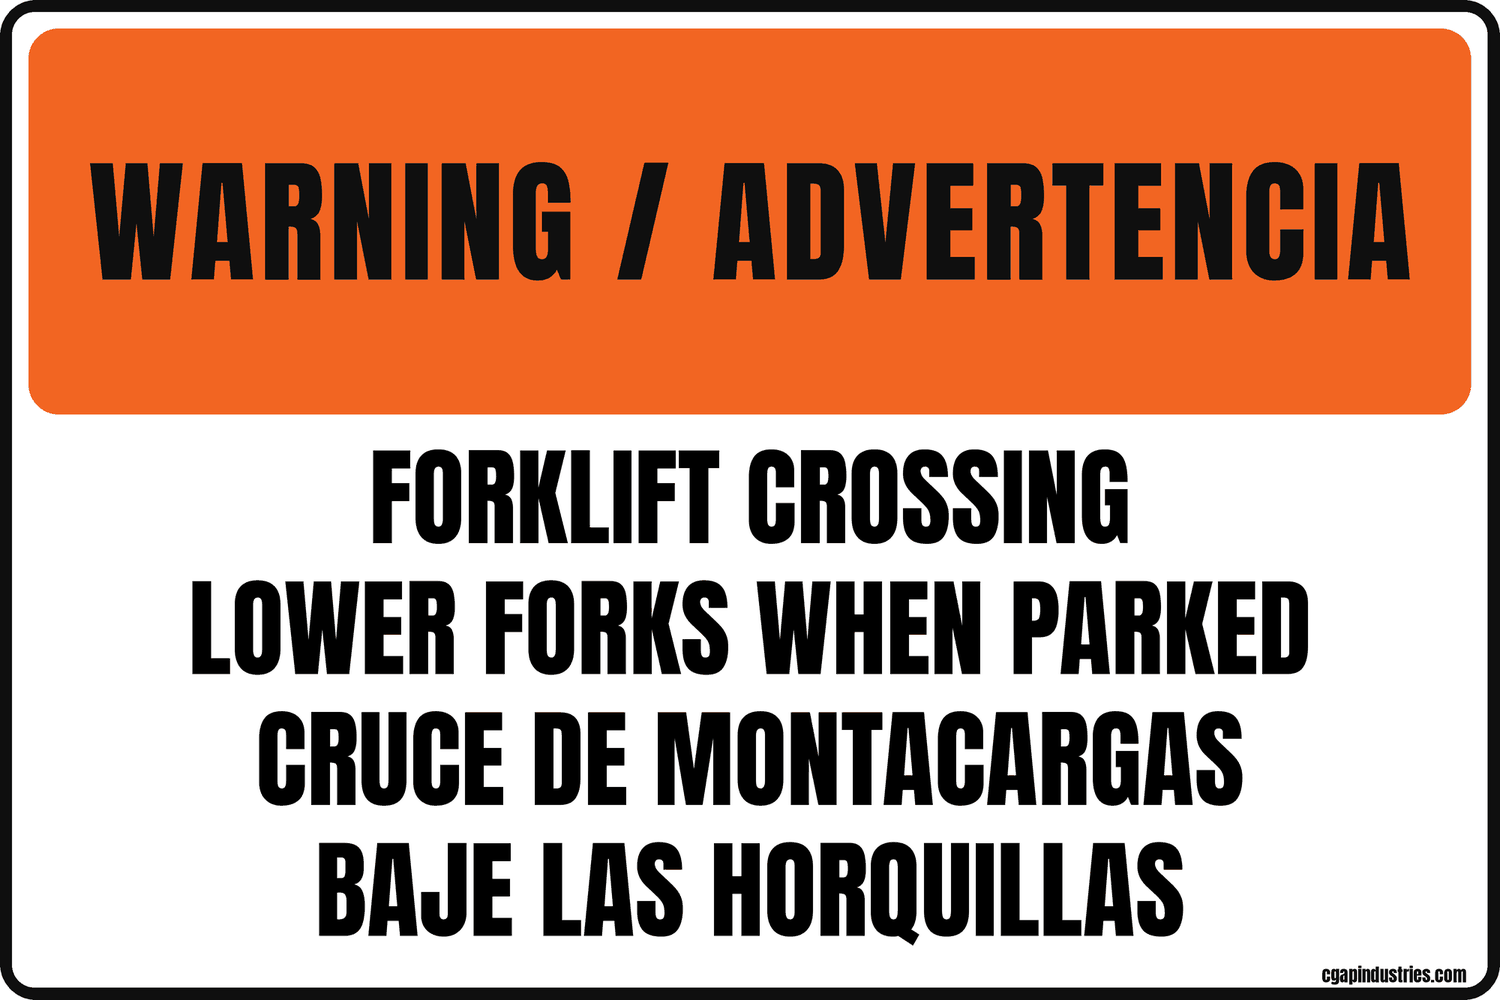 WARNING / ADVERTENCIA
FORKLIFT CROSSING
LOWER FORKS WHEN PARKED
CRUCE DE MONTACARGAS
BAJE LAS HORQUILLAS
cgapindustries.com